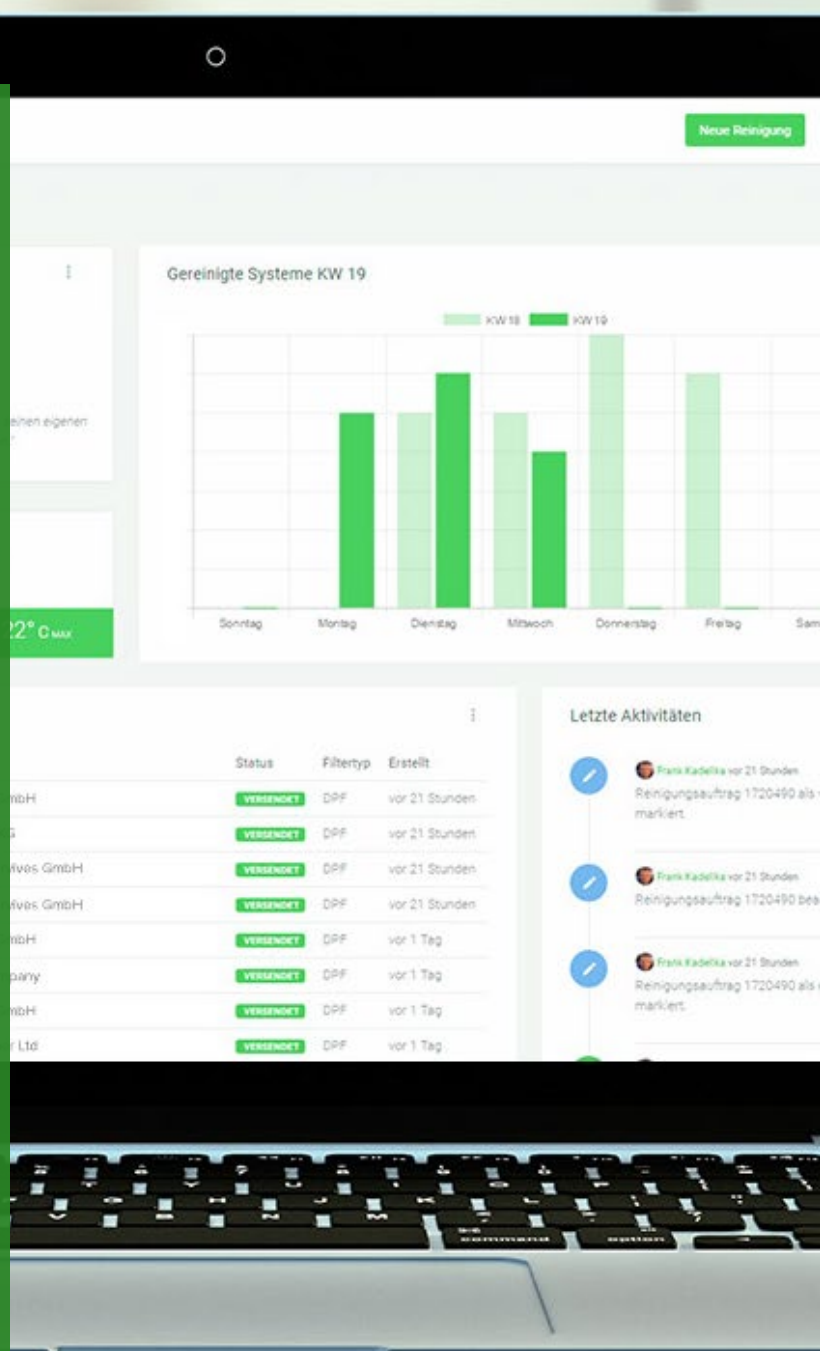 Neue Reinigung
Gereinigte Systeme KW 19
KW 18 KW 19
einen eigenen
22° C MAX
Sonntag Montag Dienstag Mittwoch Donnerstag Freitag Sam
Status Filtertyp Erstellt
mbH VERSENDET DPF vor 21 Stunden
G VERSENDET DPF vor 21 Stunden
ives GmbH VERSENDET DPF vor 21 Stunden
ives GmbH VERSENDET DPF vor 21 Stunden
mbH VERSENDET DPF vor 1 Tag
pany VERSENDET DPF vor 1 Tag
mbH VERSENDET DPF vor 1 Tag
r Ltd VERSENDET DPF vor 1 Tag
Letzte Aktivitäten
Frank Kadelka vor 21 Stunden
Reinigungsauftrag 1720490 als
markiert.
Frank Kadelka vor 21 Stunden
Reinigungsauftrag 1720490 bea
Frank Kadelka vor 21 Stunden
Reinigungsauftrag 1720490 als
markiert.
command option